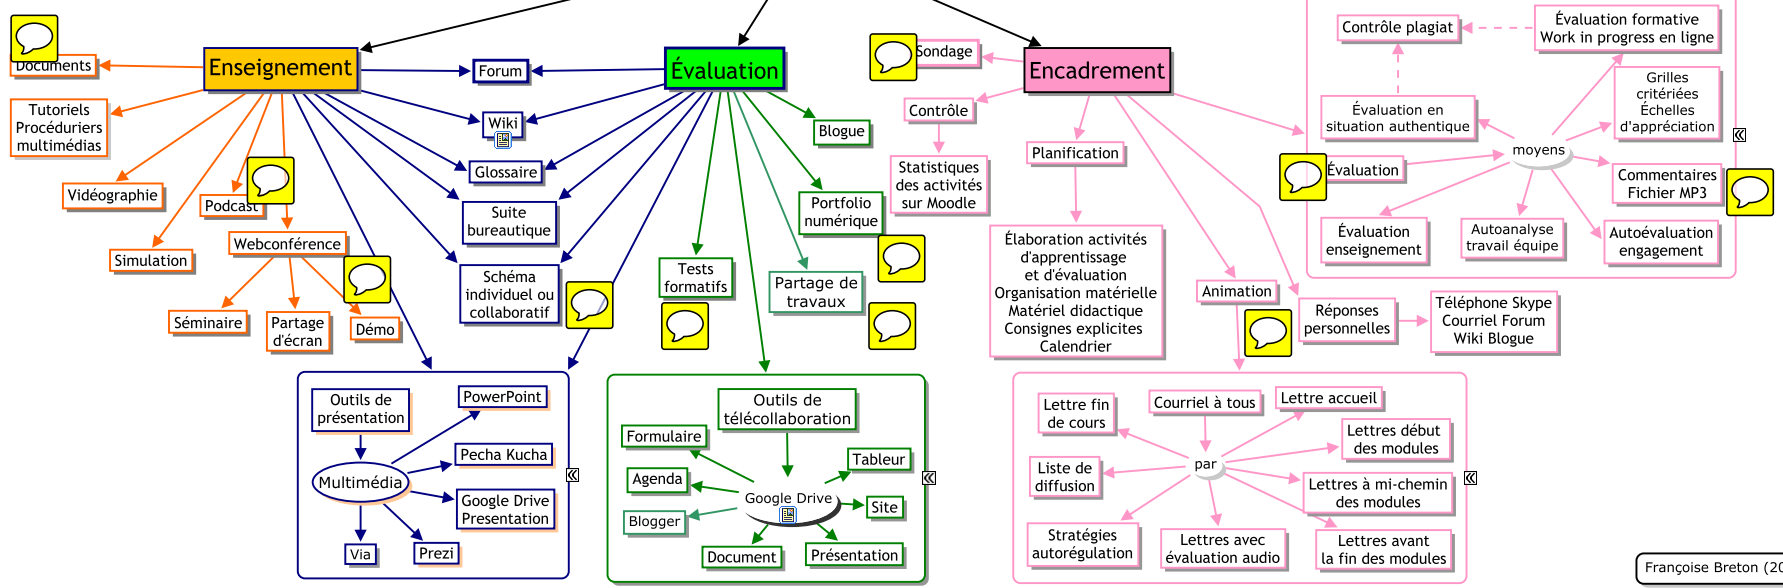 Enseignement
Évaluation
Encadrement
Documents
Tutoriels
Procéduriers
multimédias
Vidéographie
Simulation
Podcast
Webconférence
Séminaire
Partage
d'écran
Démo
Forum
Wiki
Glossaire
Suite
bureautique
Schéma
individuel ou
collaboratif
Blogue
Portfolio
numérique
Tests
formatifs
Partage de
travaux
Outils de
présentation
Multimédia
PowerPoint
Pecha Kucha
Google Drive
Presentation
Via
Prezi
Outils de
télécollaboration
Formulaire
Agenda
Blogger
Google Drive
Tableur
Site
Document
Présentation
Sondage
Contrôle
Statistiques
des activités
sur Moodle
Planification
Élaboration activités
d'apprentissage
et d'évaluation
Organisation matérielle
Matériel didactique
Consignes explicites
Calendrier
Animation
Réponses
personnelles
Téléphone Skype
Courriel Forum
Wiki Blogue
Lettre fin
de cours
Courriel à tous
Lettre accueil
Lettres début
des modules
Liste de
diffusion
par
Lettres à mi-chemin
des modules
Stratégies
autorégulation
Lettres avec
évaluation audio
Lettres avant
la fin des modules
Contrôle plagiat
Évaluation formative
Work in progress en ligne
Évaluation en
situation authentique
Grilles
critériées
Échelles
d'appréciation
moyens
Évaluation
Commentaires
Fichier MP3
Évaluation
enseignement
Autoanalyse
travail équipe
Autoévaluation
engagement
Françoise Breton (20